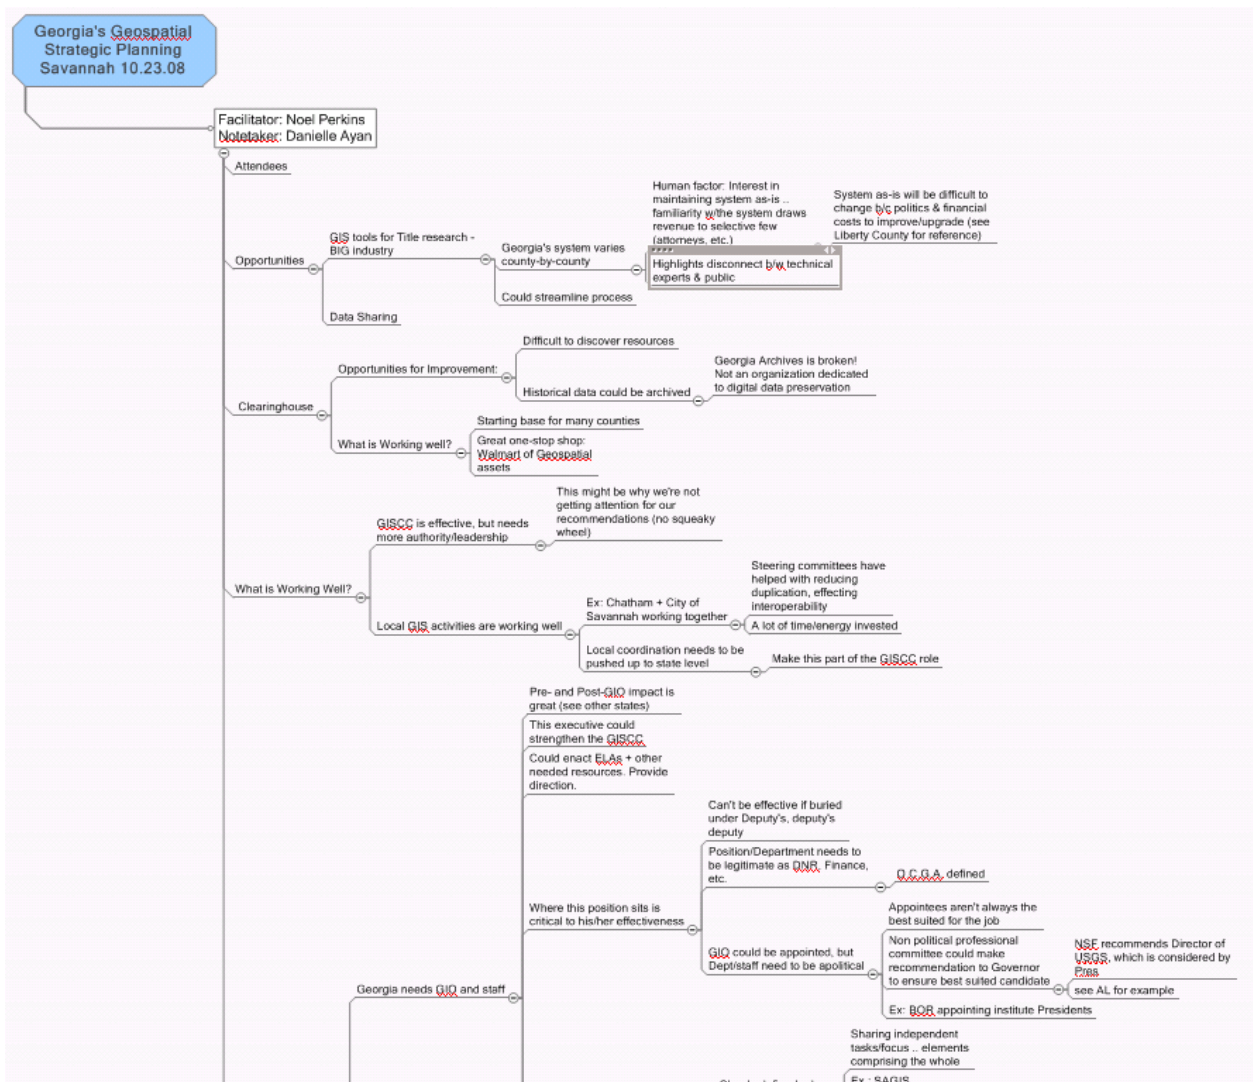 Georgia's Geospatial
Strategic Planning
Savannah 10.23.08
Facilitator: Noel Perkins
Notetaker: Danielle Ayan
Attendees
Opportunities
GIS tools for Title research -
BIG industry
Georgia's system varies
county-by-county
Human factor: Interest in
maintaining system as-is ..
familiarity w/the system draws
revenue to selective few
(attorneys, etc.)
System as-is will be difficult to
change b/c politics & financial
costs to improve/upgrade (see
Liberty County for reference)
Highlights disconnect b/w technical
experts & public
Could streamline process
Data Sharing
Clearinghouse
Opportunities for Improvement:
Difficult to discover resources
Historical data could be archived
Georgia Archives is broken!
Not an organization dedicated
to digital data preservation
What is Working well?
Starting base for many counties
Great one-stop shop:
Walmart of Geospatial
assets
What is Working Well?
GISCC is effective, but needs
more authority/leadership
This might be why we're not
getting attention for our
recommendations (no squeaky
wheel)
Local GIS activities are working well
Ex: Chatham + City of
Savannah working together
Steering committees have
helped with reducing
duplication, effecting
interoperability
A lot of time/energy invested
Local coordination needs to be
pushed up to state level
Make this part of the GISCC role
Georgia needs GIO and staff
Pre- and Post-GIO impact is
great (see other states)
This executive could
strengthen the GISCC
Could enact ELAs + other
needed resources. Provide
direction.
Where this position sits is
critical to his/her effectiveness
Can't be effective if buried
under Deputy's, deputy's
deputy
Position/Department needs to
be legitimate as DNR, Finance,
etc.
O.C.G.A. defined
GIO could be appointed, but
Dept/staff need to be apolitical
Appointees aren't always the
best suited for the job
Non political professional
committee could make
recommendation to Governor
to ensure best suited candidate
NSF recommends Director of
USGS, which is considered by
Pres
see AL for example
Ex: BOR appointing institute Presidents
Sharing independent
tasks/focus .. elements
comprising the whole
Ex.: SAGIS